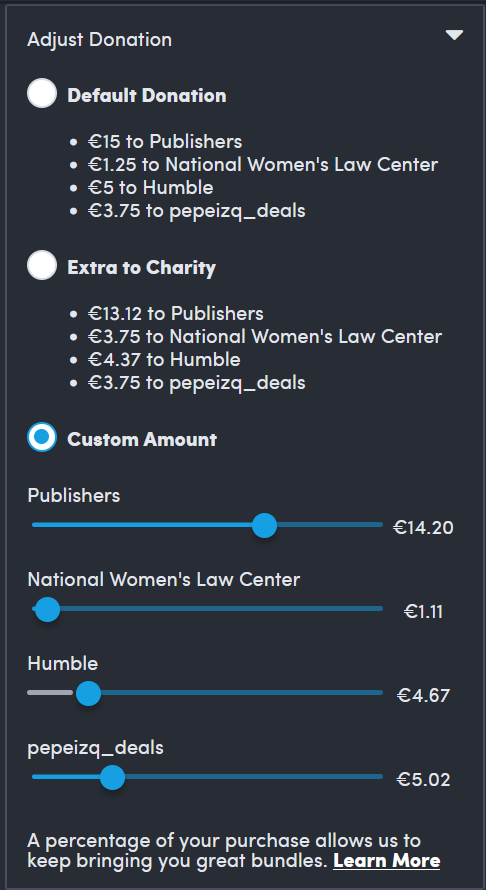 Adjust Donation
Default Donation
• €15 to Publishers
• €1.25 to National Women's Law Center
• €5 to Humble
• €3.75 to pepeizq_deals
Extra to Charity
• €13.12 to Publishers
• €3.75 to National Women's Law Center
• €4.37 to Humble
• €3.75 to pepeizq_deals
Custom Amount
Publishers
€14.20
National Women's Law Center
€1.11
Humble
€4.67
pepeizq_deals
€5.02
A percentage of your purchase allows us to
keep bringing you great bundles. Learn More